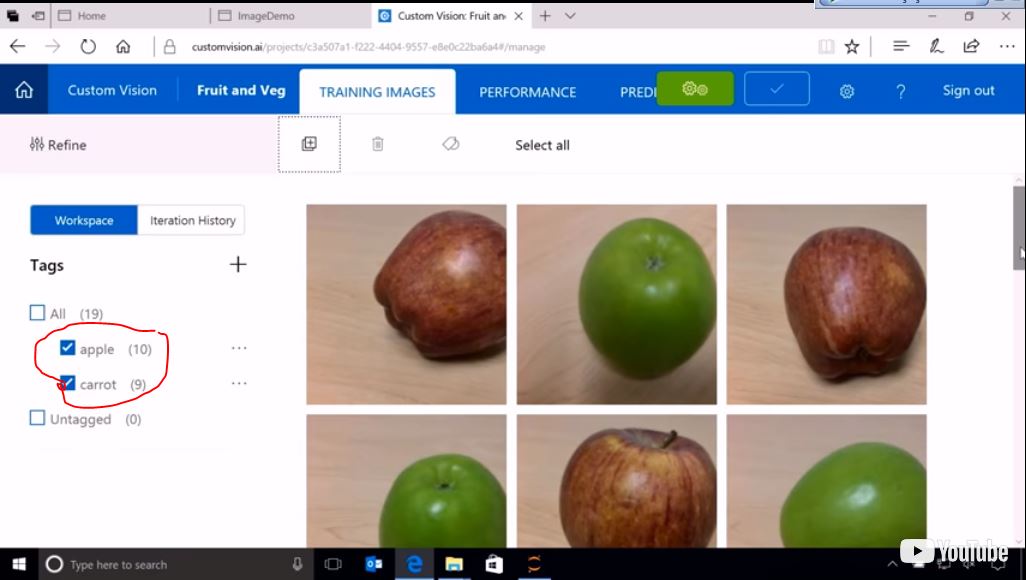 Home
ImageDemo
Custom Vision: Fruit an
customvision.ai/projects/c3a507a1-f222-4404-9557-e8e0c22ba6a4#/manage
Custom Vision
Fruit and Veg
TRAINING IMAGES
PERFORMANCE
PREDI
?
Sign out
Refine
Select all
Workspace
Iteration History
Tags
All (19)
apple (10)
carrot (9)
Untagged (0)
Type here to search
YouTube